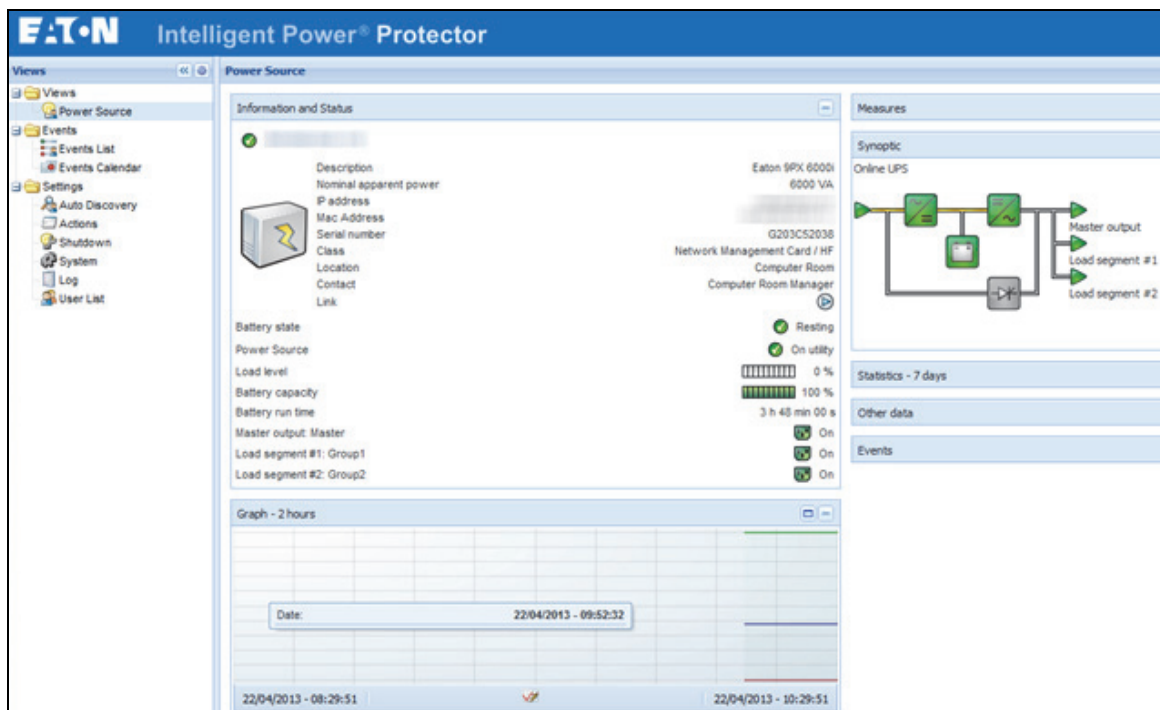 EATON Intelligent Power® Protector
Views
Views
Power Source
Events
Events List
Events Calendar
Settings
Auto Discovery
Actions
Shutdown
System
Log
User List
Power Source
Information and Status
Description Eaton 9PX 6000i
Nominal apparent power 6000 VA
IP address
Mac Address
Serial number G203C52038
Class Network Management Card / HF
Location Computer Room
Contact Computer Room Manager
Link
Battery state Resting
Power Source On utility
Load level 0 %
Battery capacity 100 %
Battery run time 3 h 48 min 00 s
Master output: Master On
Load segment #1: Group1 On
Load segment #2: Group2 On
Graph - 2 hours
Date: 22/04/2013 - 09:52:32
22/04/2013 - 08:29:51 22/04/2013 - 10:29:51
Measures
Synoptic
Online UPS
Master output
Load segment #1
Load segment #2
Statistics - 7 days
Other data
Events